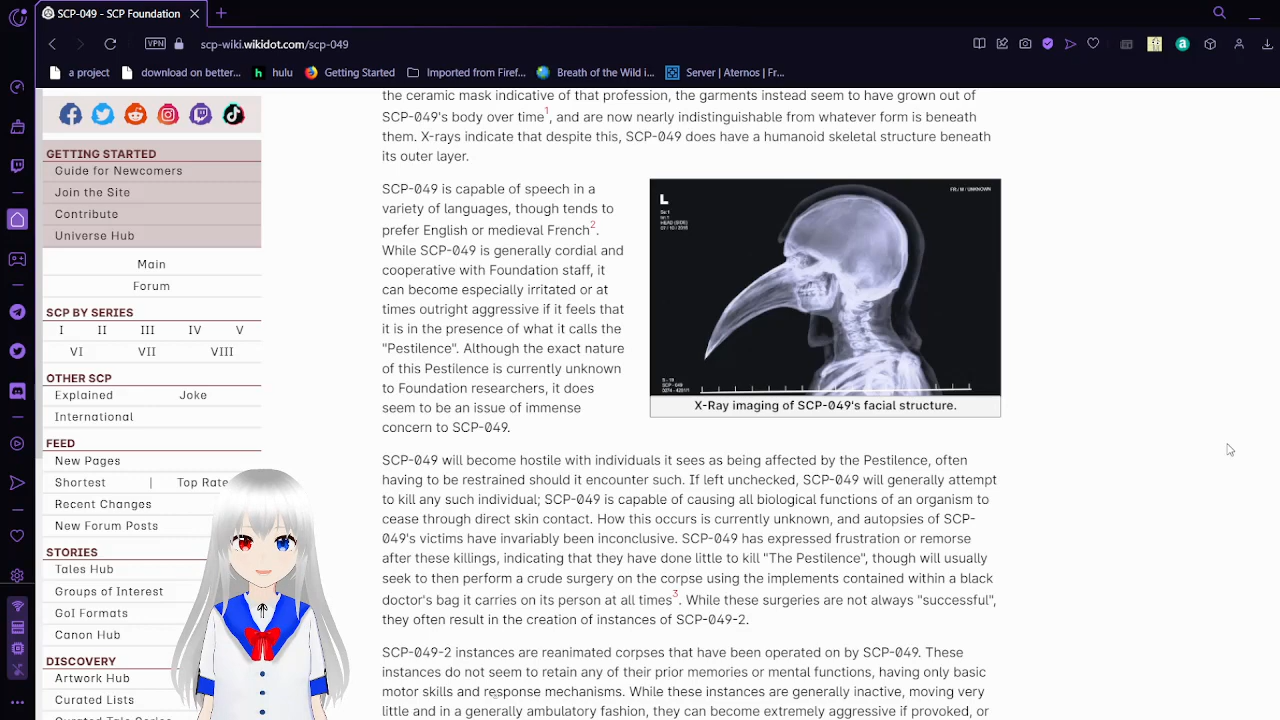 SCP-049 - SCP Foundation
VPN
scp-wiki.wikidot.com/scp-049
a project
download on better...
hulu
Getting Started
Imported from Firef...
Breath of the Wild i...
Server | Aternos | Fr...
GETTING STARTED
Guide for Newcomers
Join the Site
Contribute
Universe Hub
Main
Forum
SCP BY SERIES
I II III IV V
VI VII VIII
OTHER SCP
Explained Joke
International
FEED
New Pages
Shortest | Top Rate
Recent Changes
New Forum Posts
STORIES
Tales Hub
Groups of Interest
GoI Formats
Canon Hub
DISCOVERY
Artwork Hub
Curated Lists
the ceramic mask indicative of that profession, the garments instead seem to have grown out of
SCP-049's body over time1, and are now nearly indistinguishable from whatever form is beneath
them. X-rays indicate that despite this, SCP-049 does have a humanoid skeletal structure beneath
its outer layer.
SCP-049 is capable of speech in a
variety of languages, though tends to
prefer English or medieval French2.
While SCP-049 is generally cordial and
cooperative with Foundation staff, it
can become especially irritated or at
times outright aggressive if it feels that
it is in the presence of what it calls the
"Pestilence". Although the exact nature
of this Pestilence is currently unknown
to Foundation researchers, it does
seem to be an issue of immense
concern to SCP-049.
L
FR / M / UNKNOWN
X-Ray imaging of SCP-049's facial structure.
SCP-049 will become hostile with individuals it sees as being affected by the Pestilence, often
having to be restrained should it encounter such. If left unchecked, SCP-049 will generally attempt
to kill any such individual; SCP-049 is capable of causing all biological functions of an organism to
cease through direct skin contact. How this occurs is currently unknown, and autopsies of SCP-
049's victims have invariably been inconclusive. SCP-049 has expressed frustration or remorse
after these killings, indicating that they have done little to kill "The Pestilence", though will usually
seek to then perform a crude surgery on the corpse using the implements contained within a black
doctor's bag it carries on its person at all times3. While these surgeries are not always "successful",
they often result in the creation of instances of SCP-049-2.
SCP-049-2 instances are reanimated corpses that have been operated on by SCP-049. These
instances do not seem to retain any of their prior memories or mental functions, having only basic
motor skills and response mechanisms. While these instances are generally inactive, moving very
little and in a generally ambulatory fashion, they can become extremely aggressive if provoked, or